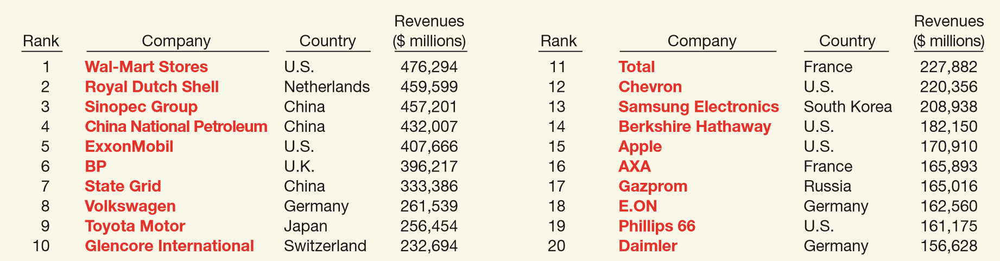 Rank Company Country Revenues ($ millions)
1 Wal-Mart Stores U.S. 476,294
2 Royal Dutch Shell Netherlands 459,599
3 Sinopec Group China 457,201
4 China National Petroleum China 432,007
5 ExxonMobil U.S. 407,666
6 BP U.K. 396,217
7 State Grid China 333,386
8 Volkswagen Germany 261,539
9 Toyota Motor Japan 256,454
10 Glencore International Switzerland 232,694
Rank Company Country Revenues ($ millions)
11 Total France 227,882
12 Chevron U.S. 220,356
13 Samsung Electronics South Korea 208,938
14 Berkshire Hathaway U.S. 182,150
15 Apple U.S. 170,910
16 AXA France 165,893
17 Gazprom Russia 165,016
18 E.ON Germany 162,560
19 Phillips 66 U.S. 161,175
20 Daimler Germany 156,628